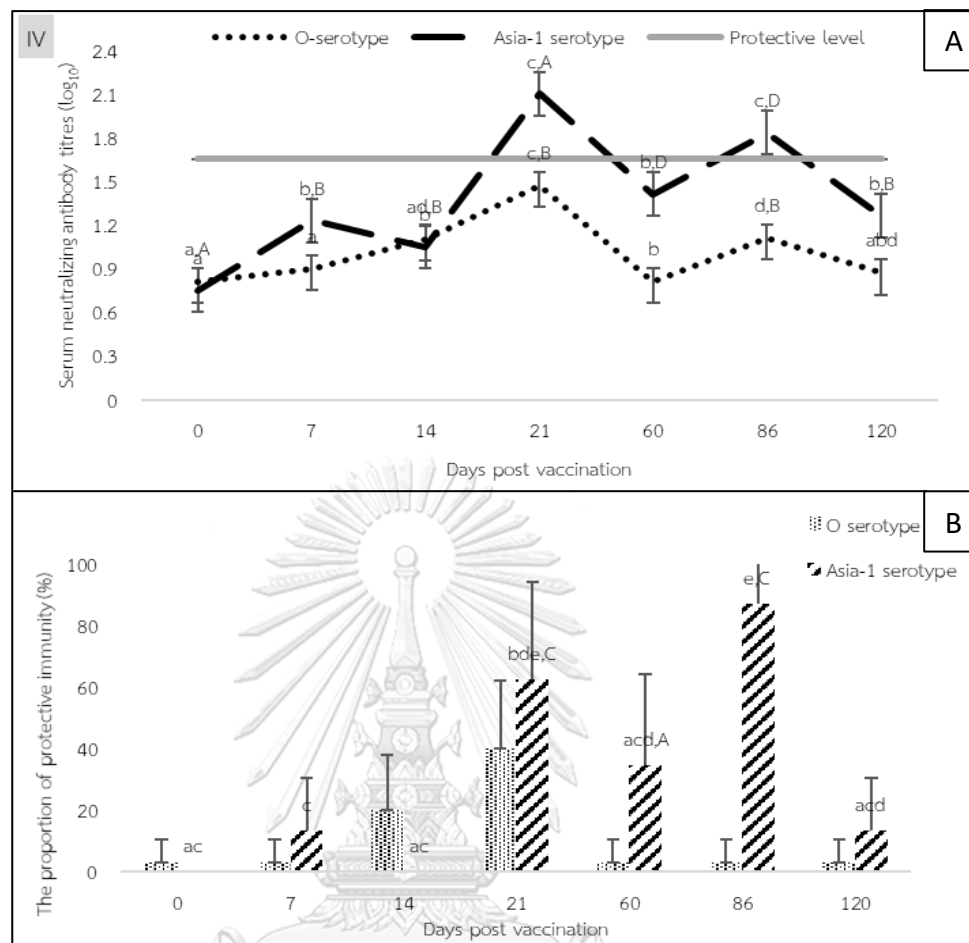 IV
A
O-serotype Asia-1 serotype Protective level
Serum neutralizing antibody titres (log10)
2.4
2.1
1.8
1.5
1.2
0.9
0.6
0.3
0
c,A
c,D
c,B
b,D
b,B
b,B
ad,B
d,B
b
a,A
a
a
b
abd
0 7 14 21 60 86 120
Days post vaccination
B
O serotype
Asia-1 serotype
The proportion of protective immunity (%)
100
80
60
40
20
0
e,C
bde,C
acd,A
c
acd
ac
ac
0 7 14 21 60 86 120
Days post vaccination